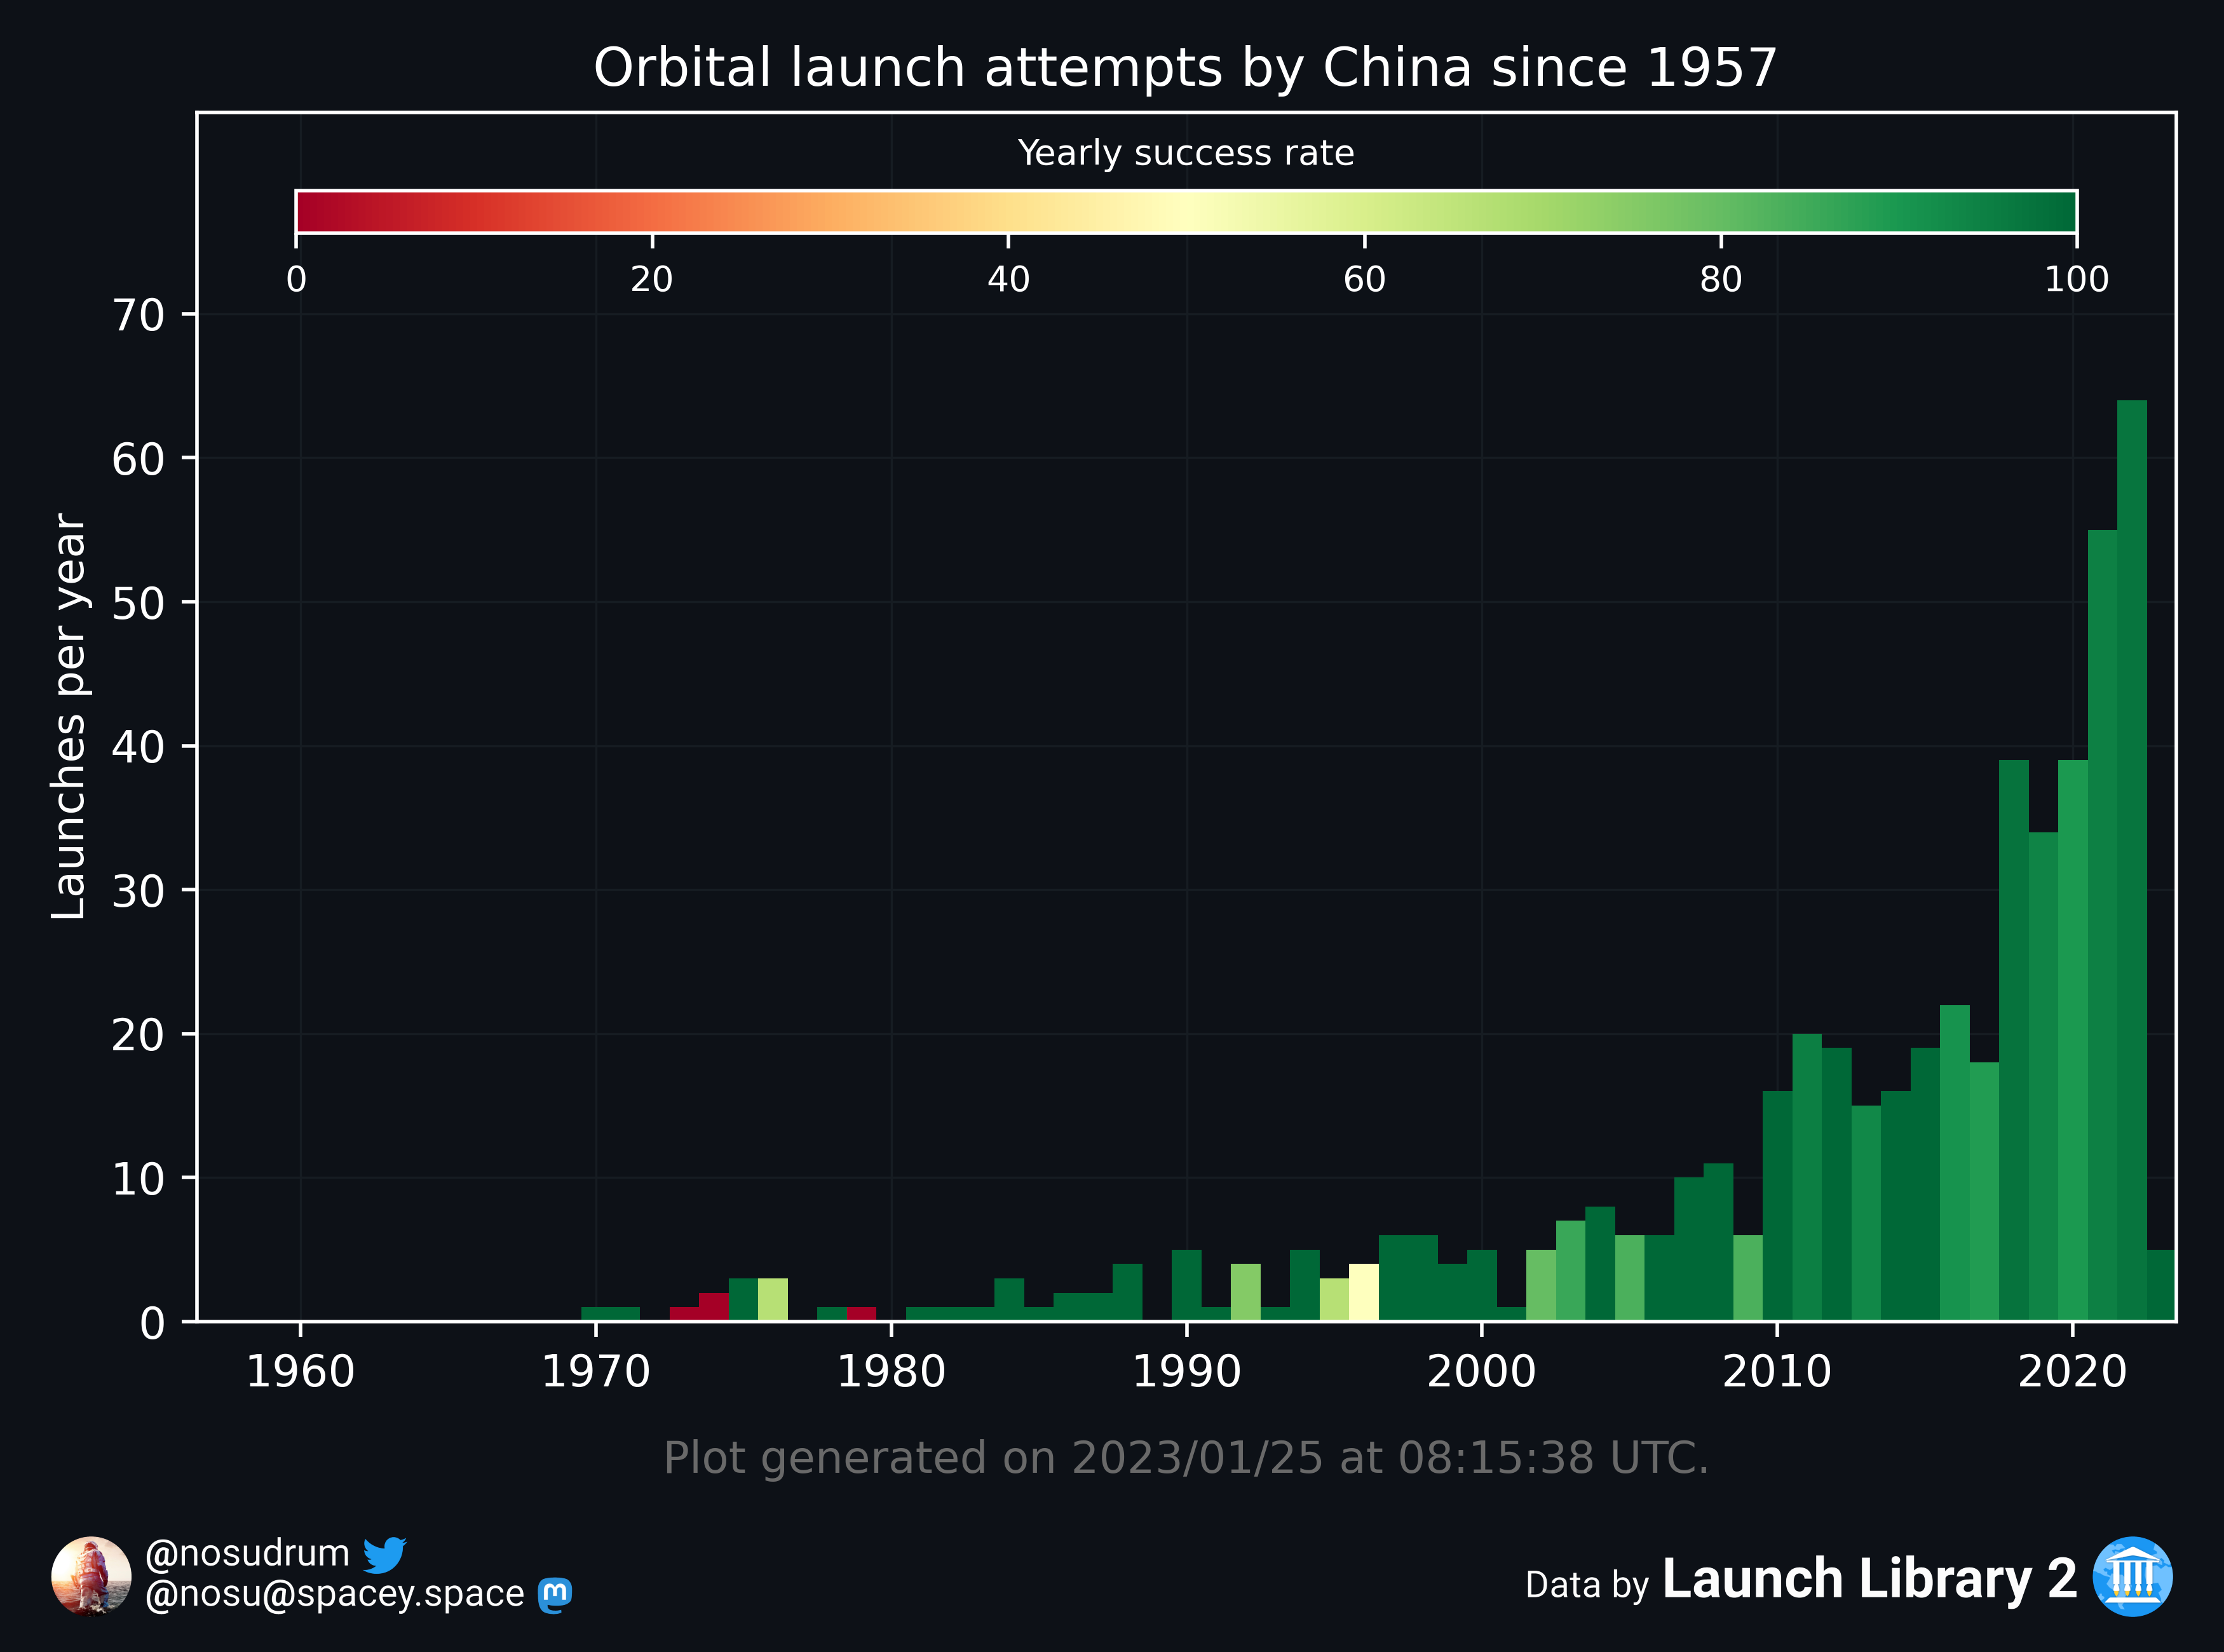 Orbital launch attempts by China since 1957
Yearly success rate
0 20 40 60 80 100
Launches per year
70
60
50
40
30
20
10
0
1960 1970 1980 1990 2000 2010 2020
Plot generated on 2023/01/25 at 08:15:38 UTC.
@nosudrum
@nosu@spacey.space
Data by Launch Library 2